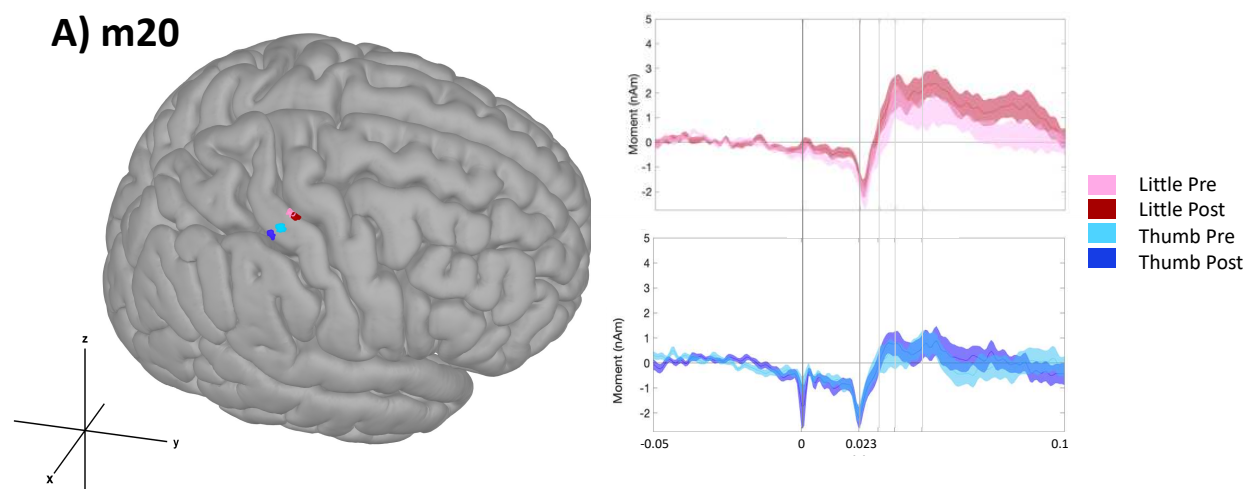 A) m20
z
y
x
Moment (nAm)
5
4
3
2
1
0
-1
-2
Moment (nAm)
5
4
3
2
1
0
-1
-2
-0.05
0
0.023
0.1
Little Pre
Little Post
Thumb Pre
Thumb Post